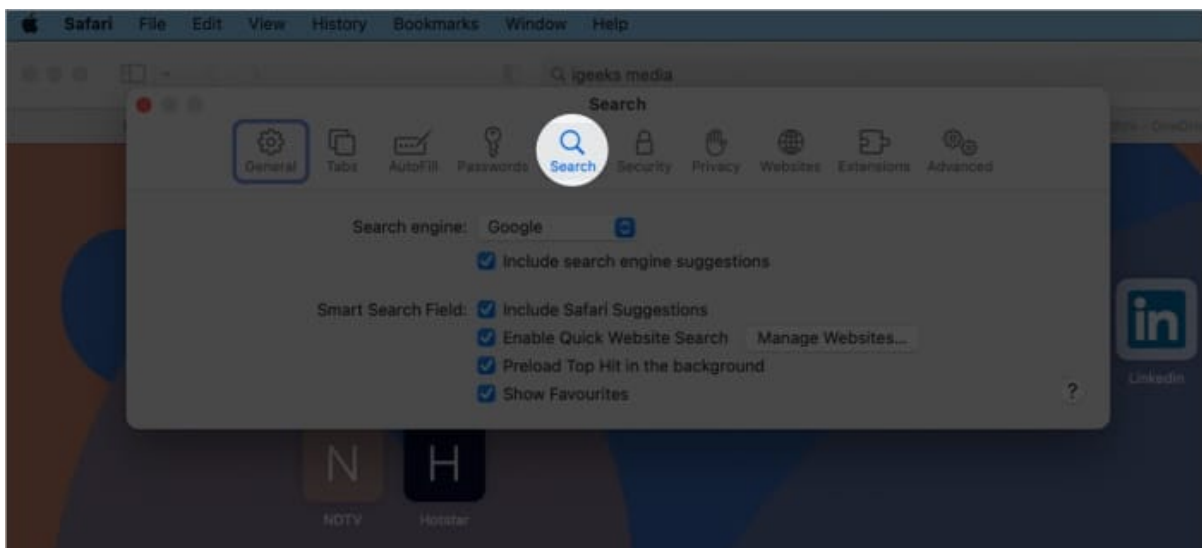 Safari File Edit View History Bookmarks Window Help
igeeks media
Search
General Tabs AutoFill Passwords Search Security Privacy Websites Extensions Advanced
Search engine: Google
Include search engine suggestions
Smart Search Field: Include Safari Suggestions
Enable Quick Website Search Manage Websites...
Preload Top Hit in the background
Show Favourites
?
in
LinkedIn
N H
NDTV Hotstar